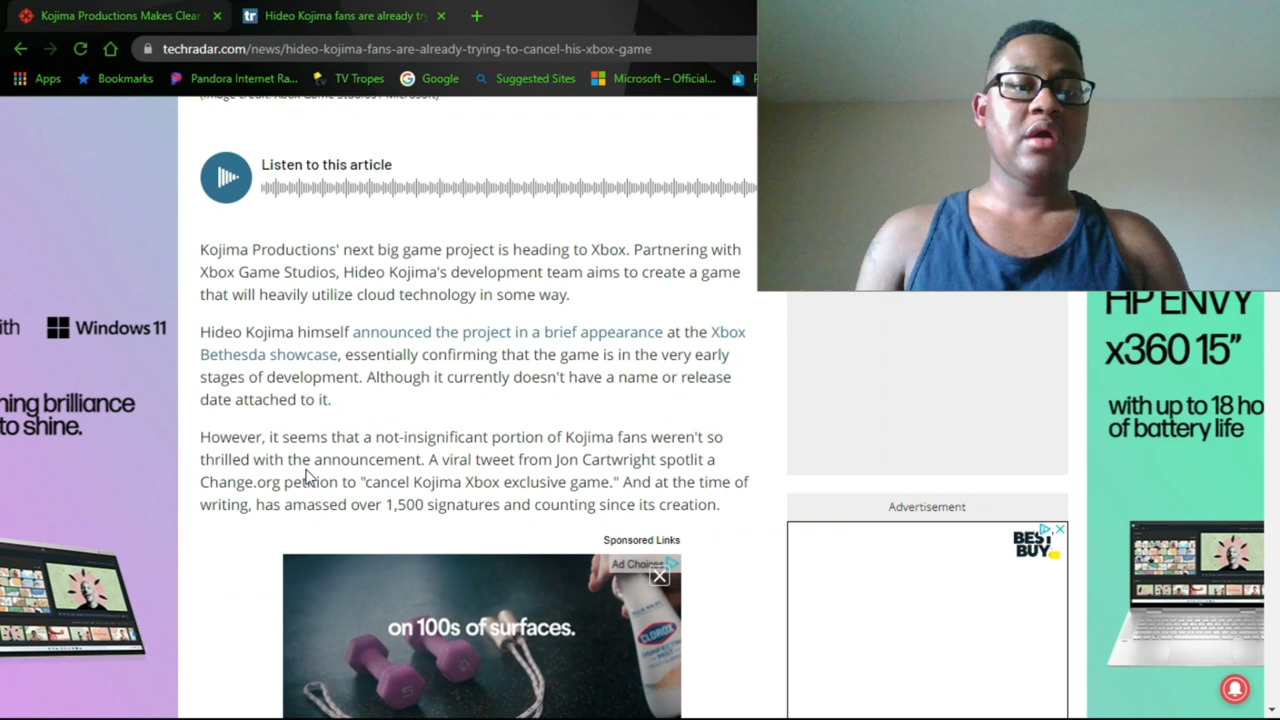 Kojima Productions Makes Clear
tr Hideo Kojima fans are already try
techradar.com/news/hideo-kojima-fans-are-already-trying-to-cancel-his-xbox-game
Apps Bookmarks Pandora Internet Ra... TV Tropes Google Suggested Sites Microsoft – Official...
(Image credit: Xbox Game Studios / Microsoft)
Listen to this article
Kojima Productions' next big game project is heading to Xbox. Partnering with
Xbox Game Studios, Hideo Kojima's development team aims to create a game
that will heavily utilize cloud technology in some way.
Hideo Kojima himself announced the project in a brief appearance at the Xbox
Bethesda showcase, essentially confirming that the game is in the very early
stages of development. Although it currently doesn't have a name or release
date attached to it.
However, it seems that a not-insignificant portion of Kojima fans weren't so
thrilled with the announcement. A viral tweet from Jon Cartwright spotlit a
Change.org petition to "cancel Kojima Xbox exclusive game." And at the time of
writing, has amassed over 1,500 signatures and counting since its creation.
Sponsored Links
Ad Choices
on 100s of surfaces.
CLOROX
ith Windows 11
ning brilliance
to shine.
Advertisement
BEST
BUY
HP ENVY
x360 15”
with up to 18 ho
of battery life